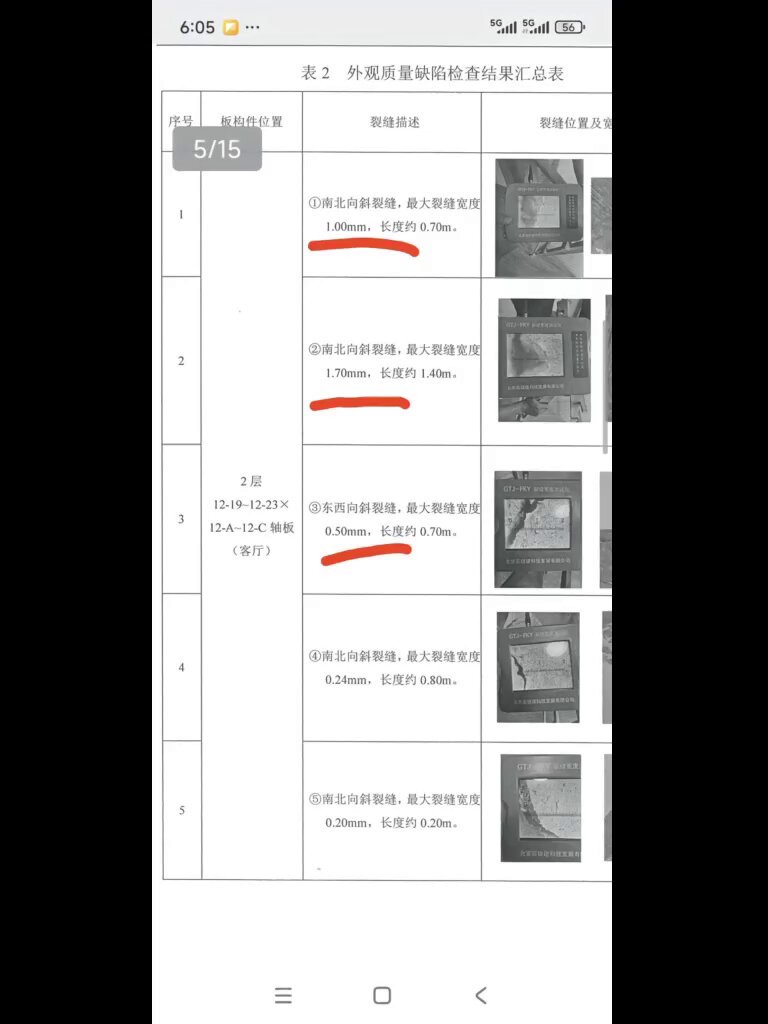 6:05
5G 5G 56
表 2 外观质量缺陷检查结果汇总表
序号 板构件位置 裂缝描述 裂缝位置及宽
5/15
1 ①南北向斜裂缝，最大裂缝宽度
1.00mm，长度约 0.70m。
2 ②南北向斜裂缝，最大裂缝宽度
1.70mm，长度约 1.40m。
GTJ-FKY
2 层
12-19~12-23×
12-A~12-C 轴板
（客厅）
3 ③东西向斜裂缝，最大裂缝宽度
0.50mm，长度约 0.70m。
GTJ-FKY
4 ④南北向斜裂缝，最大裂缝宽度
0.24mm，长度约 0.80m。
GTJ-FKY
5 ⑤南北向斜裂缝，最大裂缝宽度
0.20mm，长度约 0.20m。